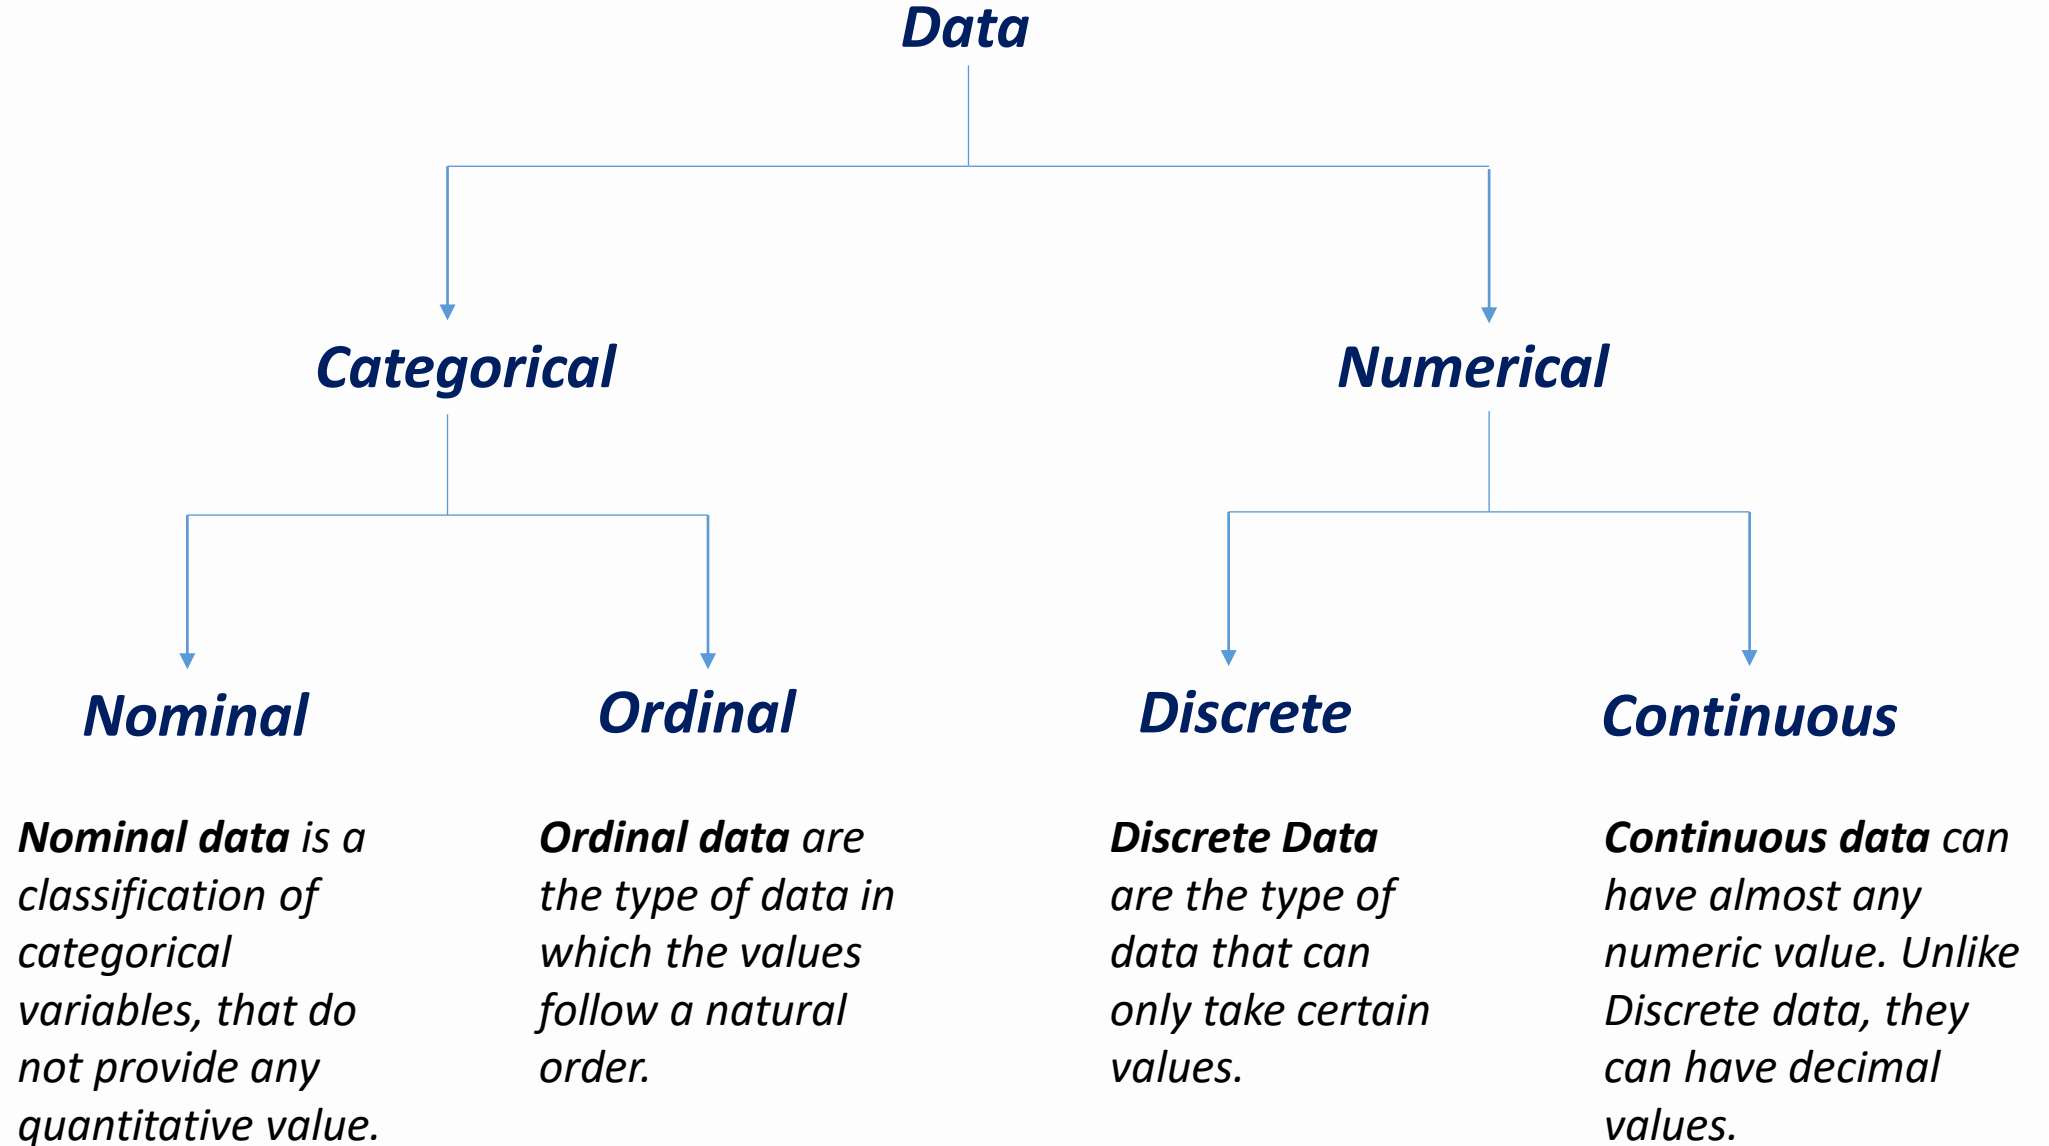 Data
Categorical
Numerical
Nominal
Ordinal
Discrete
Continuous
Nominal data is a
classification of
categorical
variables, that do
not provide any
quantitative value.
Ordinal data are
the type of data in
which the values
follow a natural
order.
Discrete Data
are the type of
data that can
only take certain
values.
Continuous data can
have almost any
numeric value. Unlike
Discrete data, they
can have decimal
values.